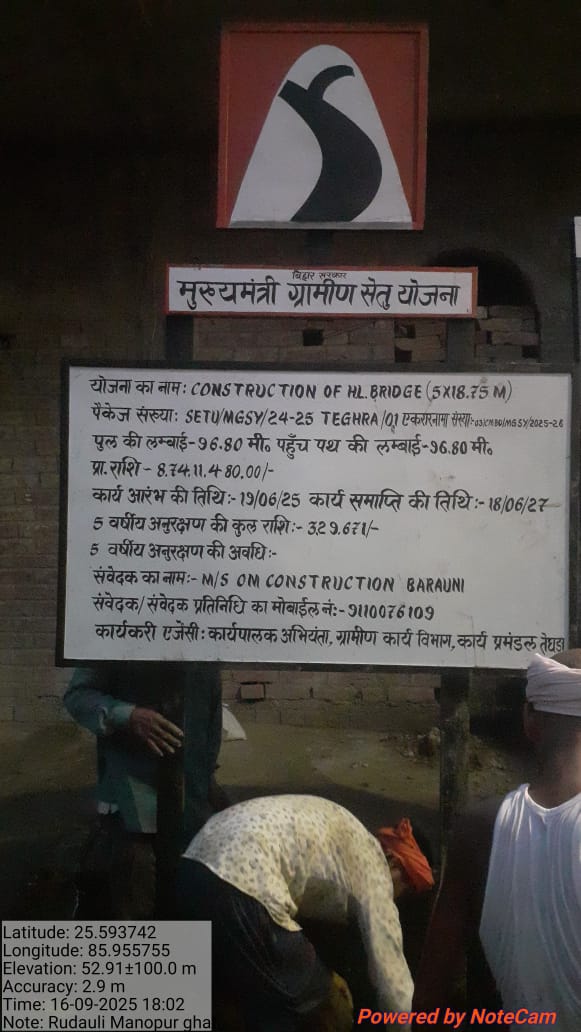 बिहार सरकार
मुख्यमंत्री ग्रामीण सेतु योजना
योजना का नाम: CONSTRUCTION OF HL.BRIDGE (5X18.75 M)
पैकेज संख्या: SETU/MGSY/24-25 TEGHRA/01 एकरारनामा संख्या:-03/CMBD/MGSY/2025-26
पुल की लम्बाई-96.80 मी. पहुँच पथ की लम्बाई-96.80 मी.
प्रा. राशि - 8.74.11.4 80.00/-
कार्य आरंभ की तिथि:- 19/06/25 कार्य समाप्ति की तिथि:- 18/06/27
5 वर्षीय अनुरक्षण की कुल राशि:- 3,29.671/-
5 वर्षीय अनुरक्षण की अवधि:-
संवेदक का नाम:- M/S OM CONSTRUCTION BARAUNI
संवेदक/संवेदक प्रतिनिधि का मोबाईल नं:-9110076109
कार्यकरी एजेंसी: कार्यपालक अभियंता, ग्रामीण कार्य विभाग, कार्य प्रमंडल तेघड़ा
Latitude: 25.593742
Longitude: 85.955755
Elevation: 52.91±100.0 m
Accuracy: 2.9 m
Time: 16-09-2025 18:02
Note: Rudauli Manopur gha
Powered by NoteCam